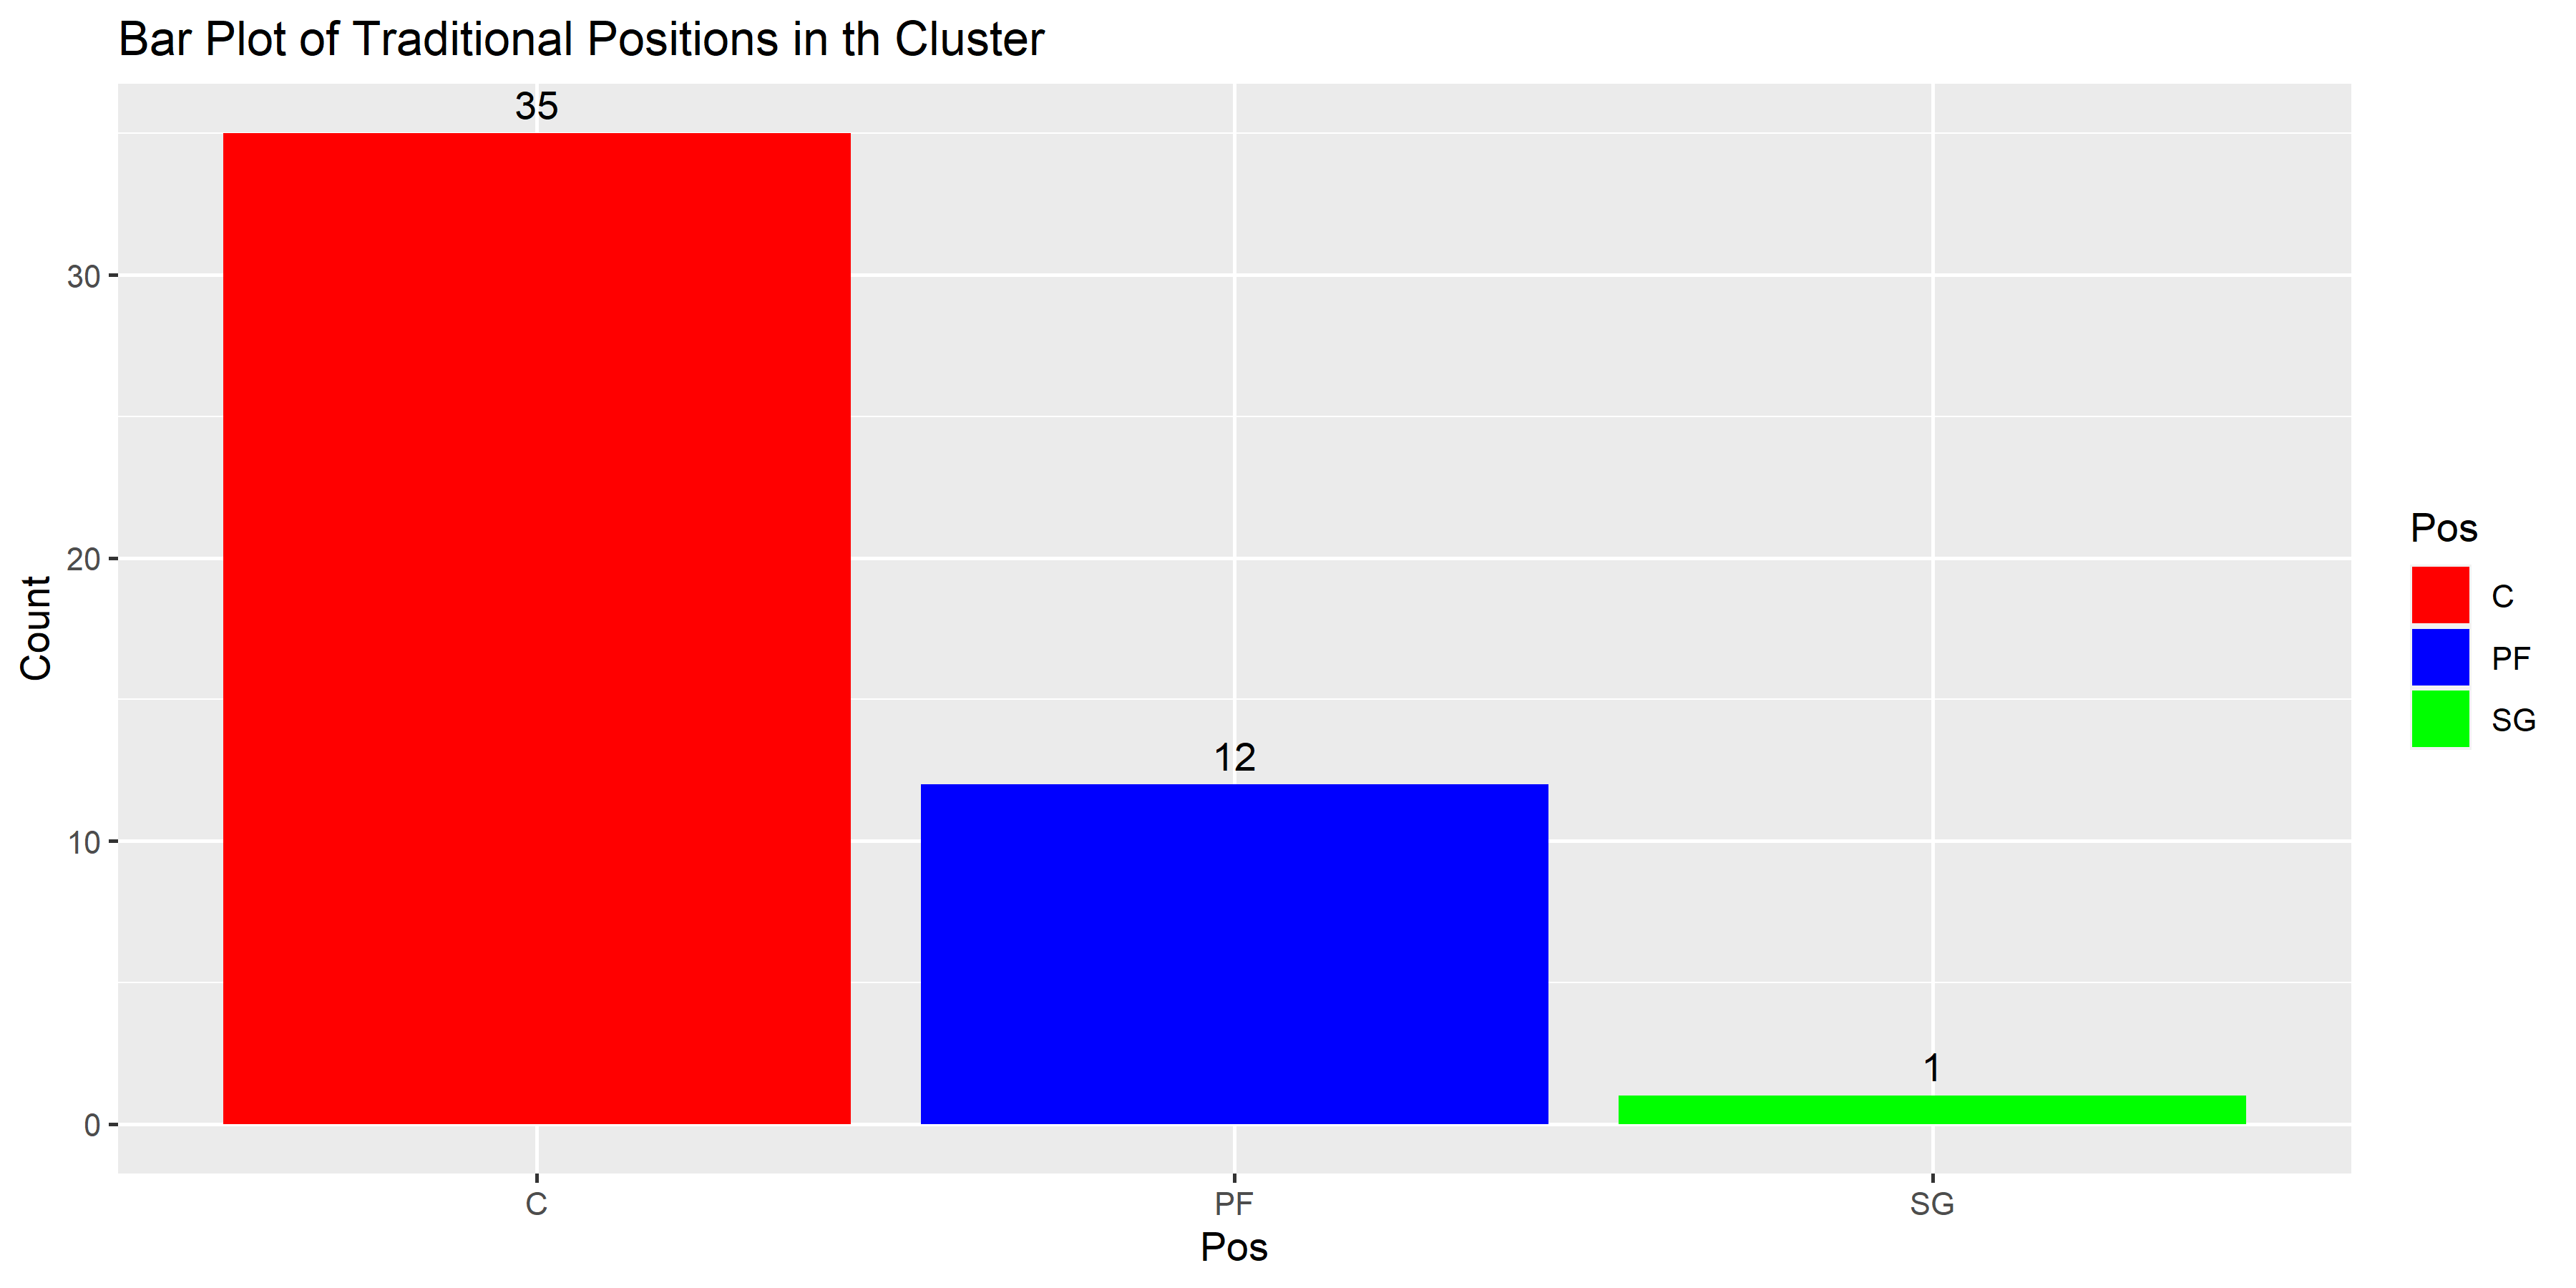 Bar Plot of Traditional Positions in th Cluster
35
12
1
30
20
10
0
Count
C
PF
SG
Pos
Pos
C
PF
SG